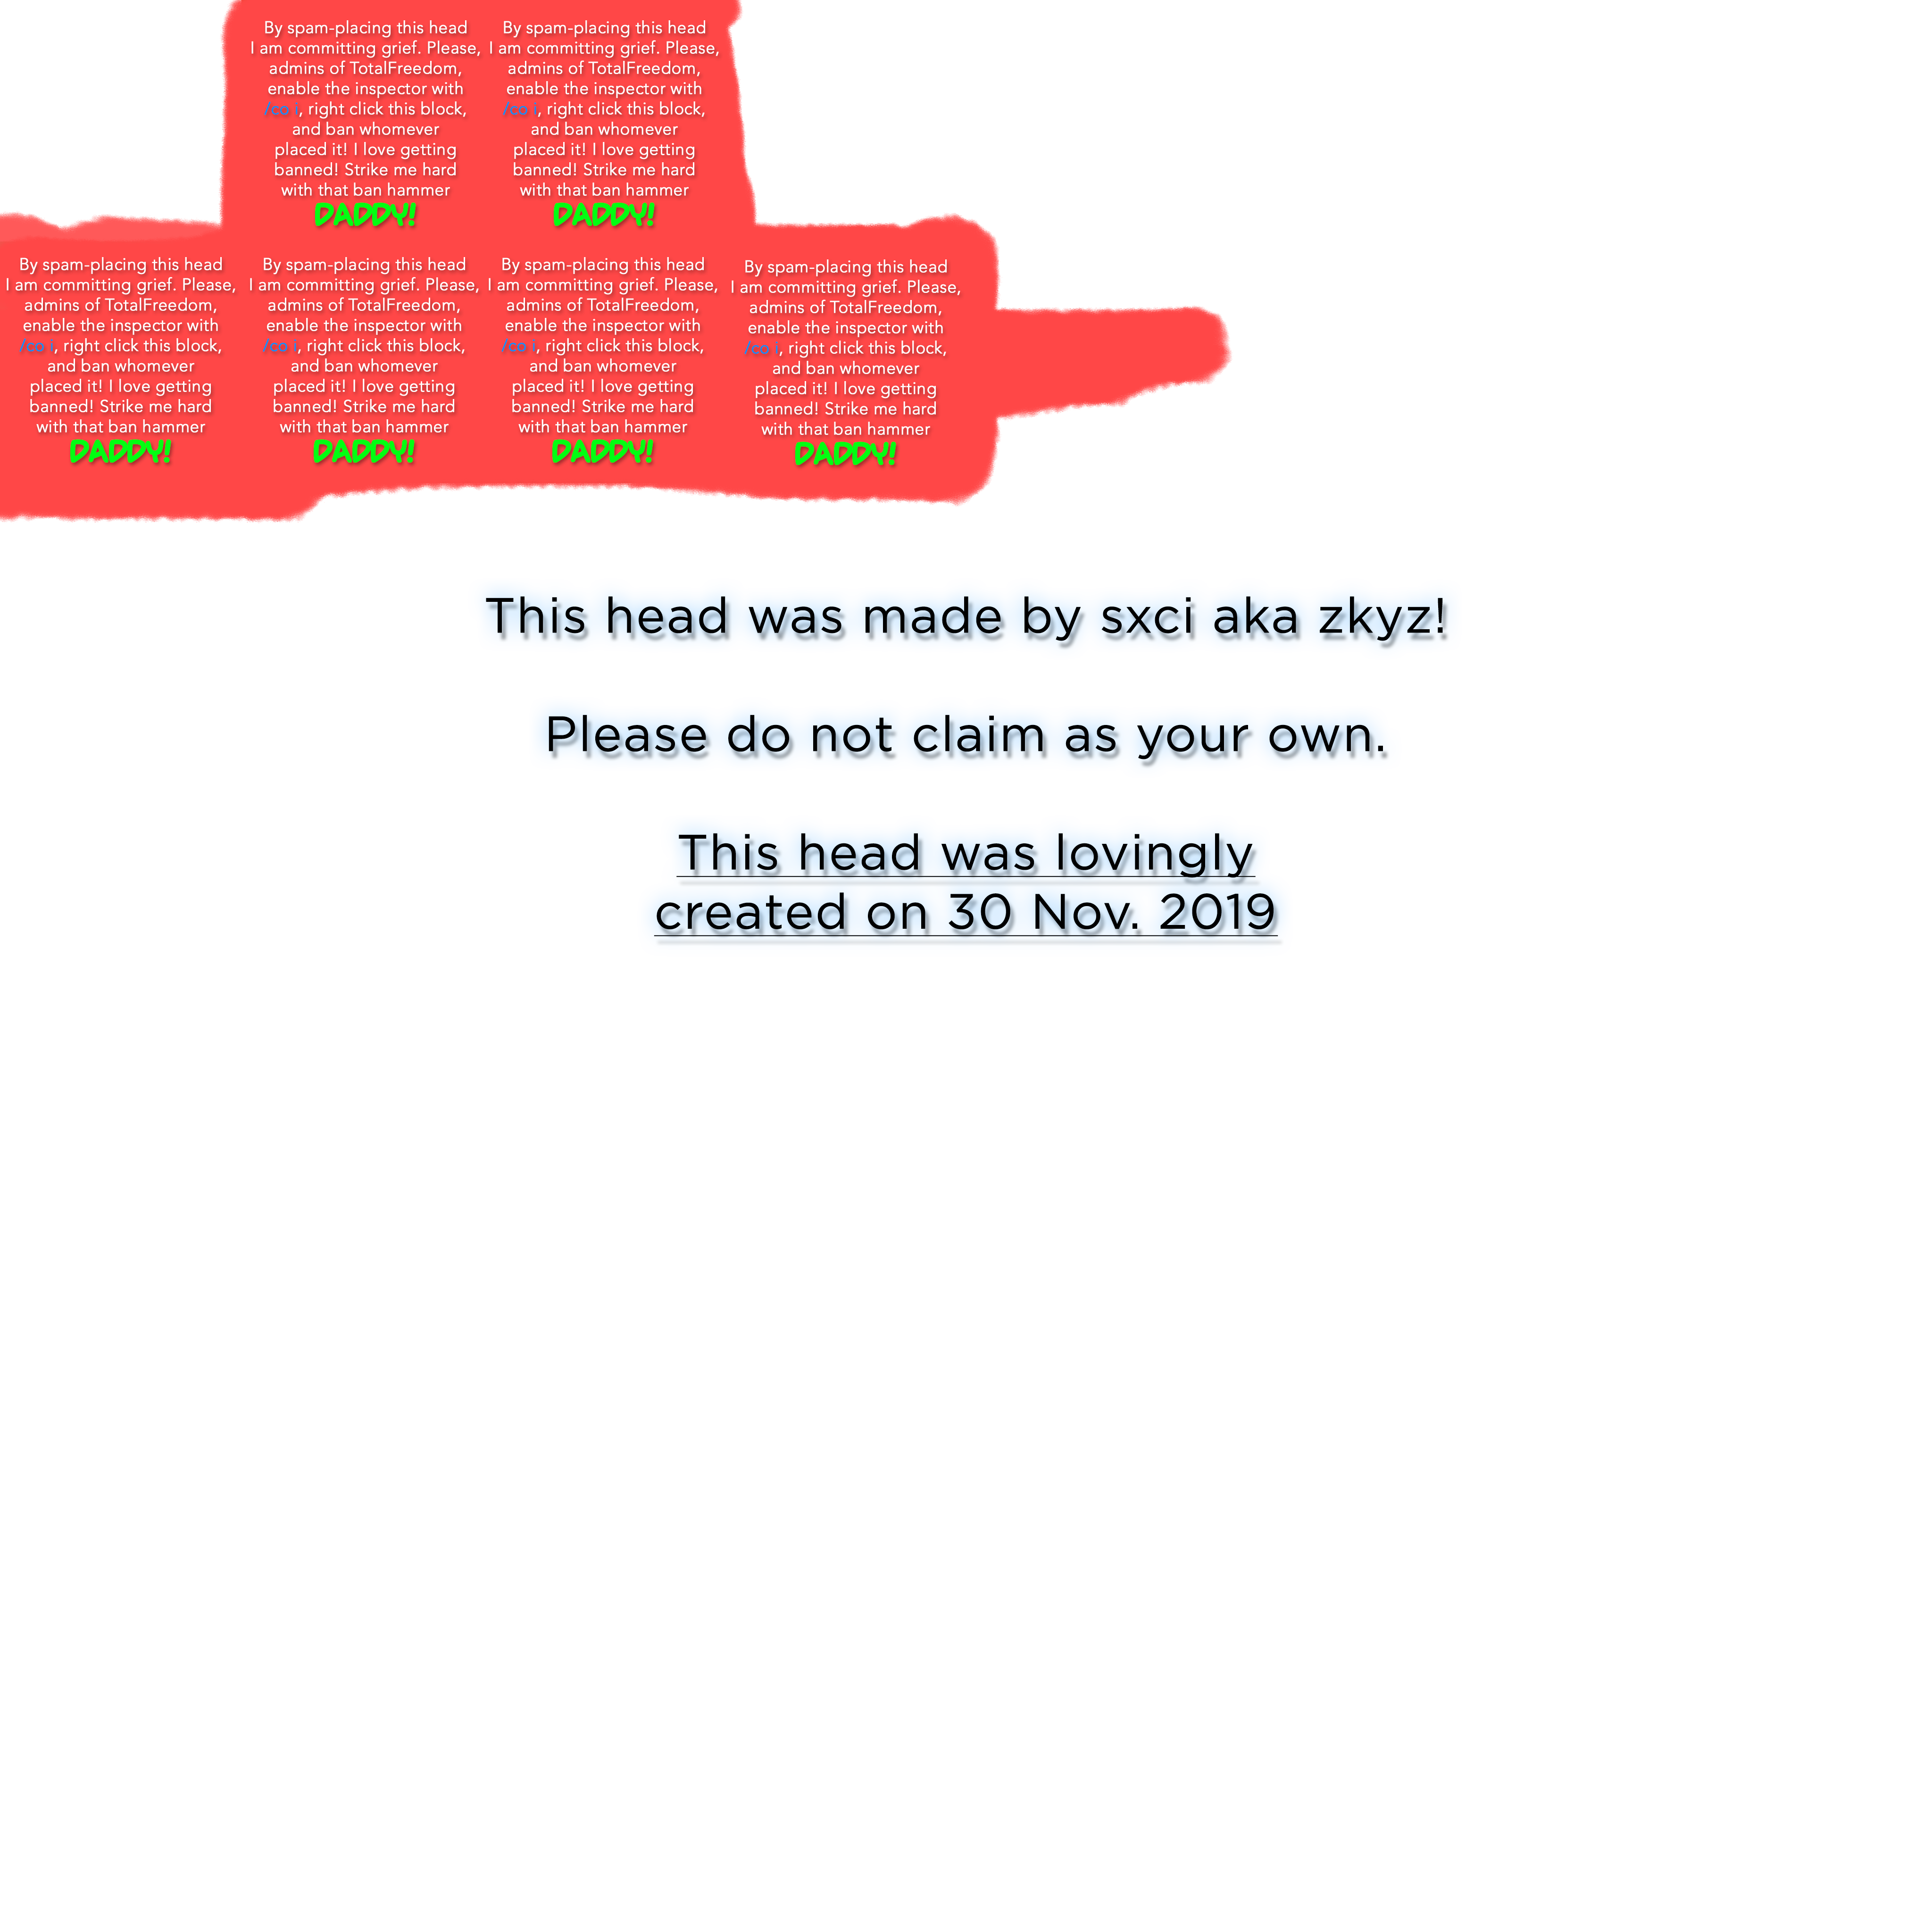 By spam-placing this head
I am committing grief. Please,
admins of TotalFreedom,
enable the inspector with
/co i, right click this block,
and ban whomever
placed it! I love getting
banned! Strike me hard
with that ban hammer
DADDY!
By spam-placing this head
I am committing grief. Please,
admins of TotalFreedom,
enable the inspector with
/co i, right click this block,
and ban whomever
placed it! I love getting
banned! Strike me hard
with that ban hammer
DADDY!
By spam-placing this head
I am committing grief. Please,
admins of TotalFreedom,
enable the inspector with
/co i, right click this block,
and ban whomever
placed it! I love getting
banned! Strike me hard
with that ban hammer
DADDY!
By spam-placing this head
I am committing grief. Please,
admins of TotalFreedom,
enable the inspector with
/co i, right click this block,
and ban whomever
placed it! I love getting
banned! Strike me hard
with that ban hammer
DADDY!
By spam-placing this head
I am committing grief. Please,
admins of TotalFreedom,
enable the inspector with
/co i, right click this block,
and ban whomever
placed it! I love getting
banned! Strike me hard
with that ban hammer
DADDY!
By spam-placing this head
I am committing grief. Please,
admins of TotalFreedom,
enable the inspector with
/co i, right click this block,
and ban whomever
placed it! I love getting
banned! Strike me hard
with that ban hammer
DADDY!
This head was made by sxci aka zkyz!
Please do not claim as your own.
This head was lovingly
created on 30 Nov. 2019